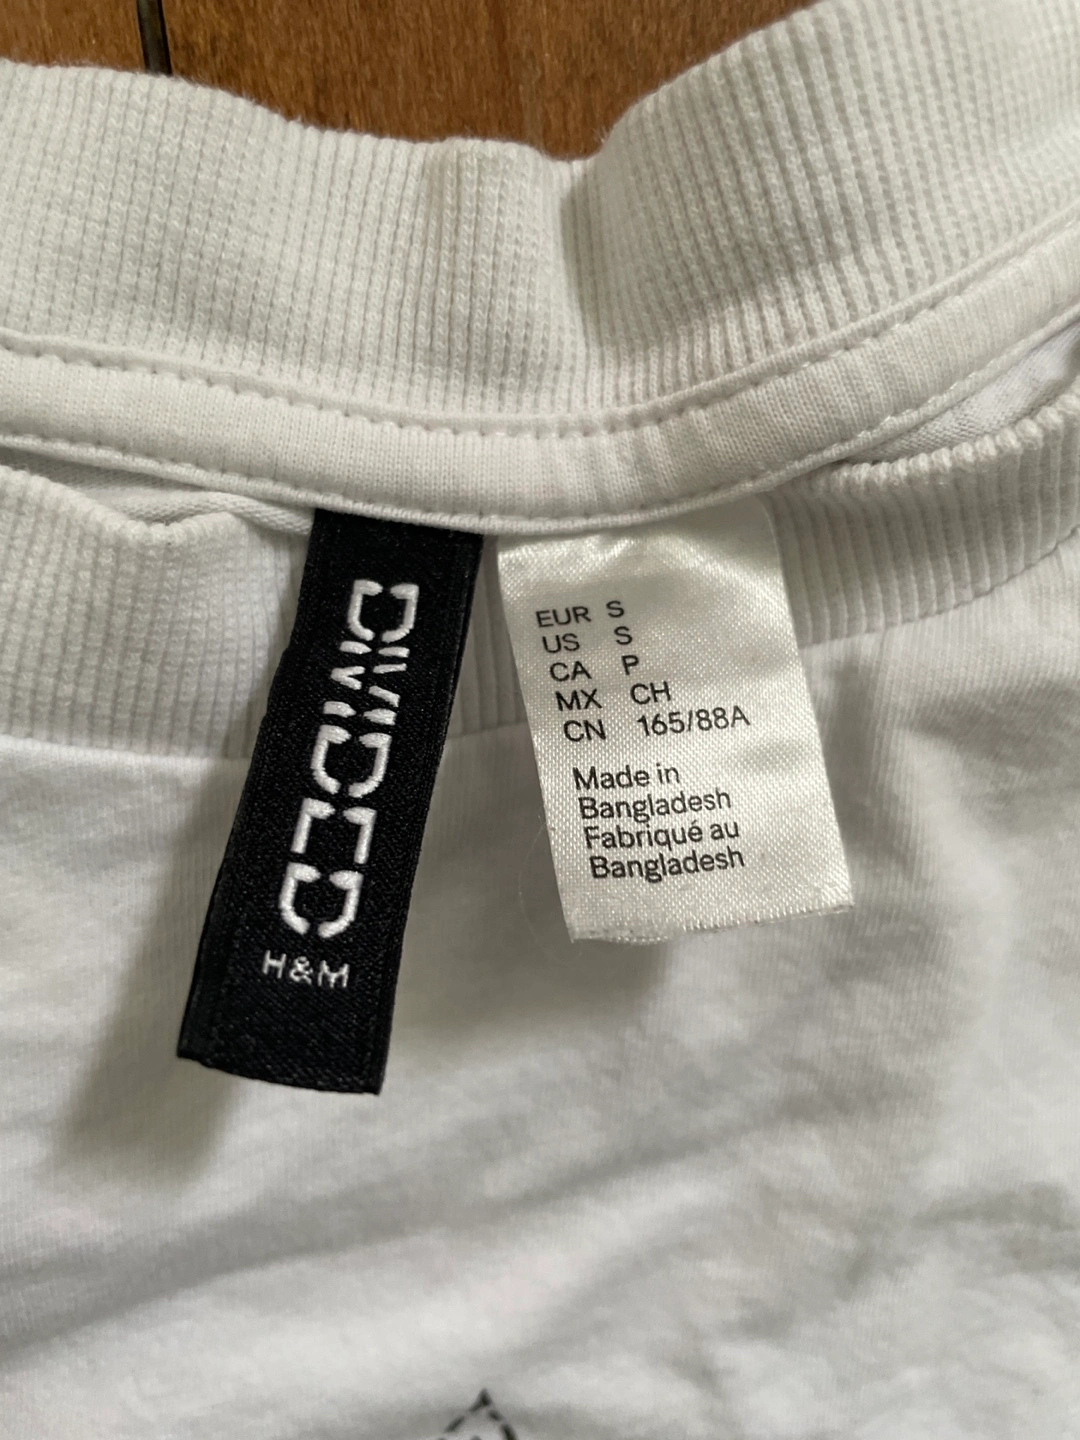 DIVIDED
H&M
EUR S
US S
CA P
MX CH
CN 165/88A
Made in
Bangladesh
Fabriqué au
Bangladesh